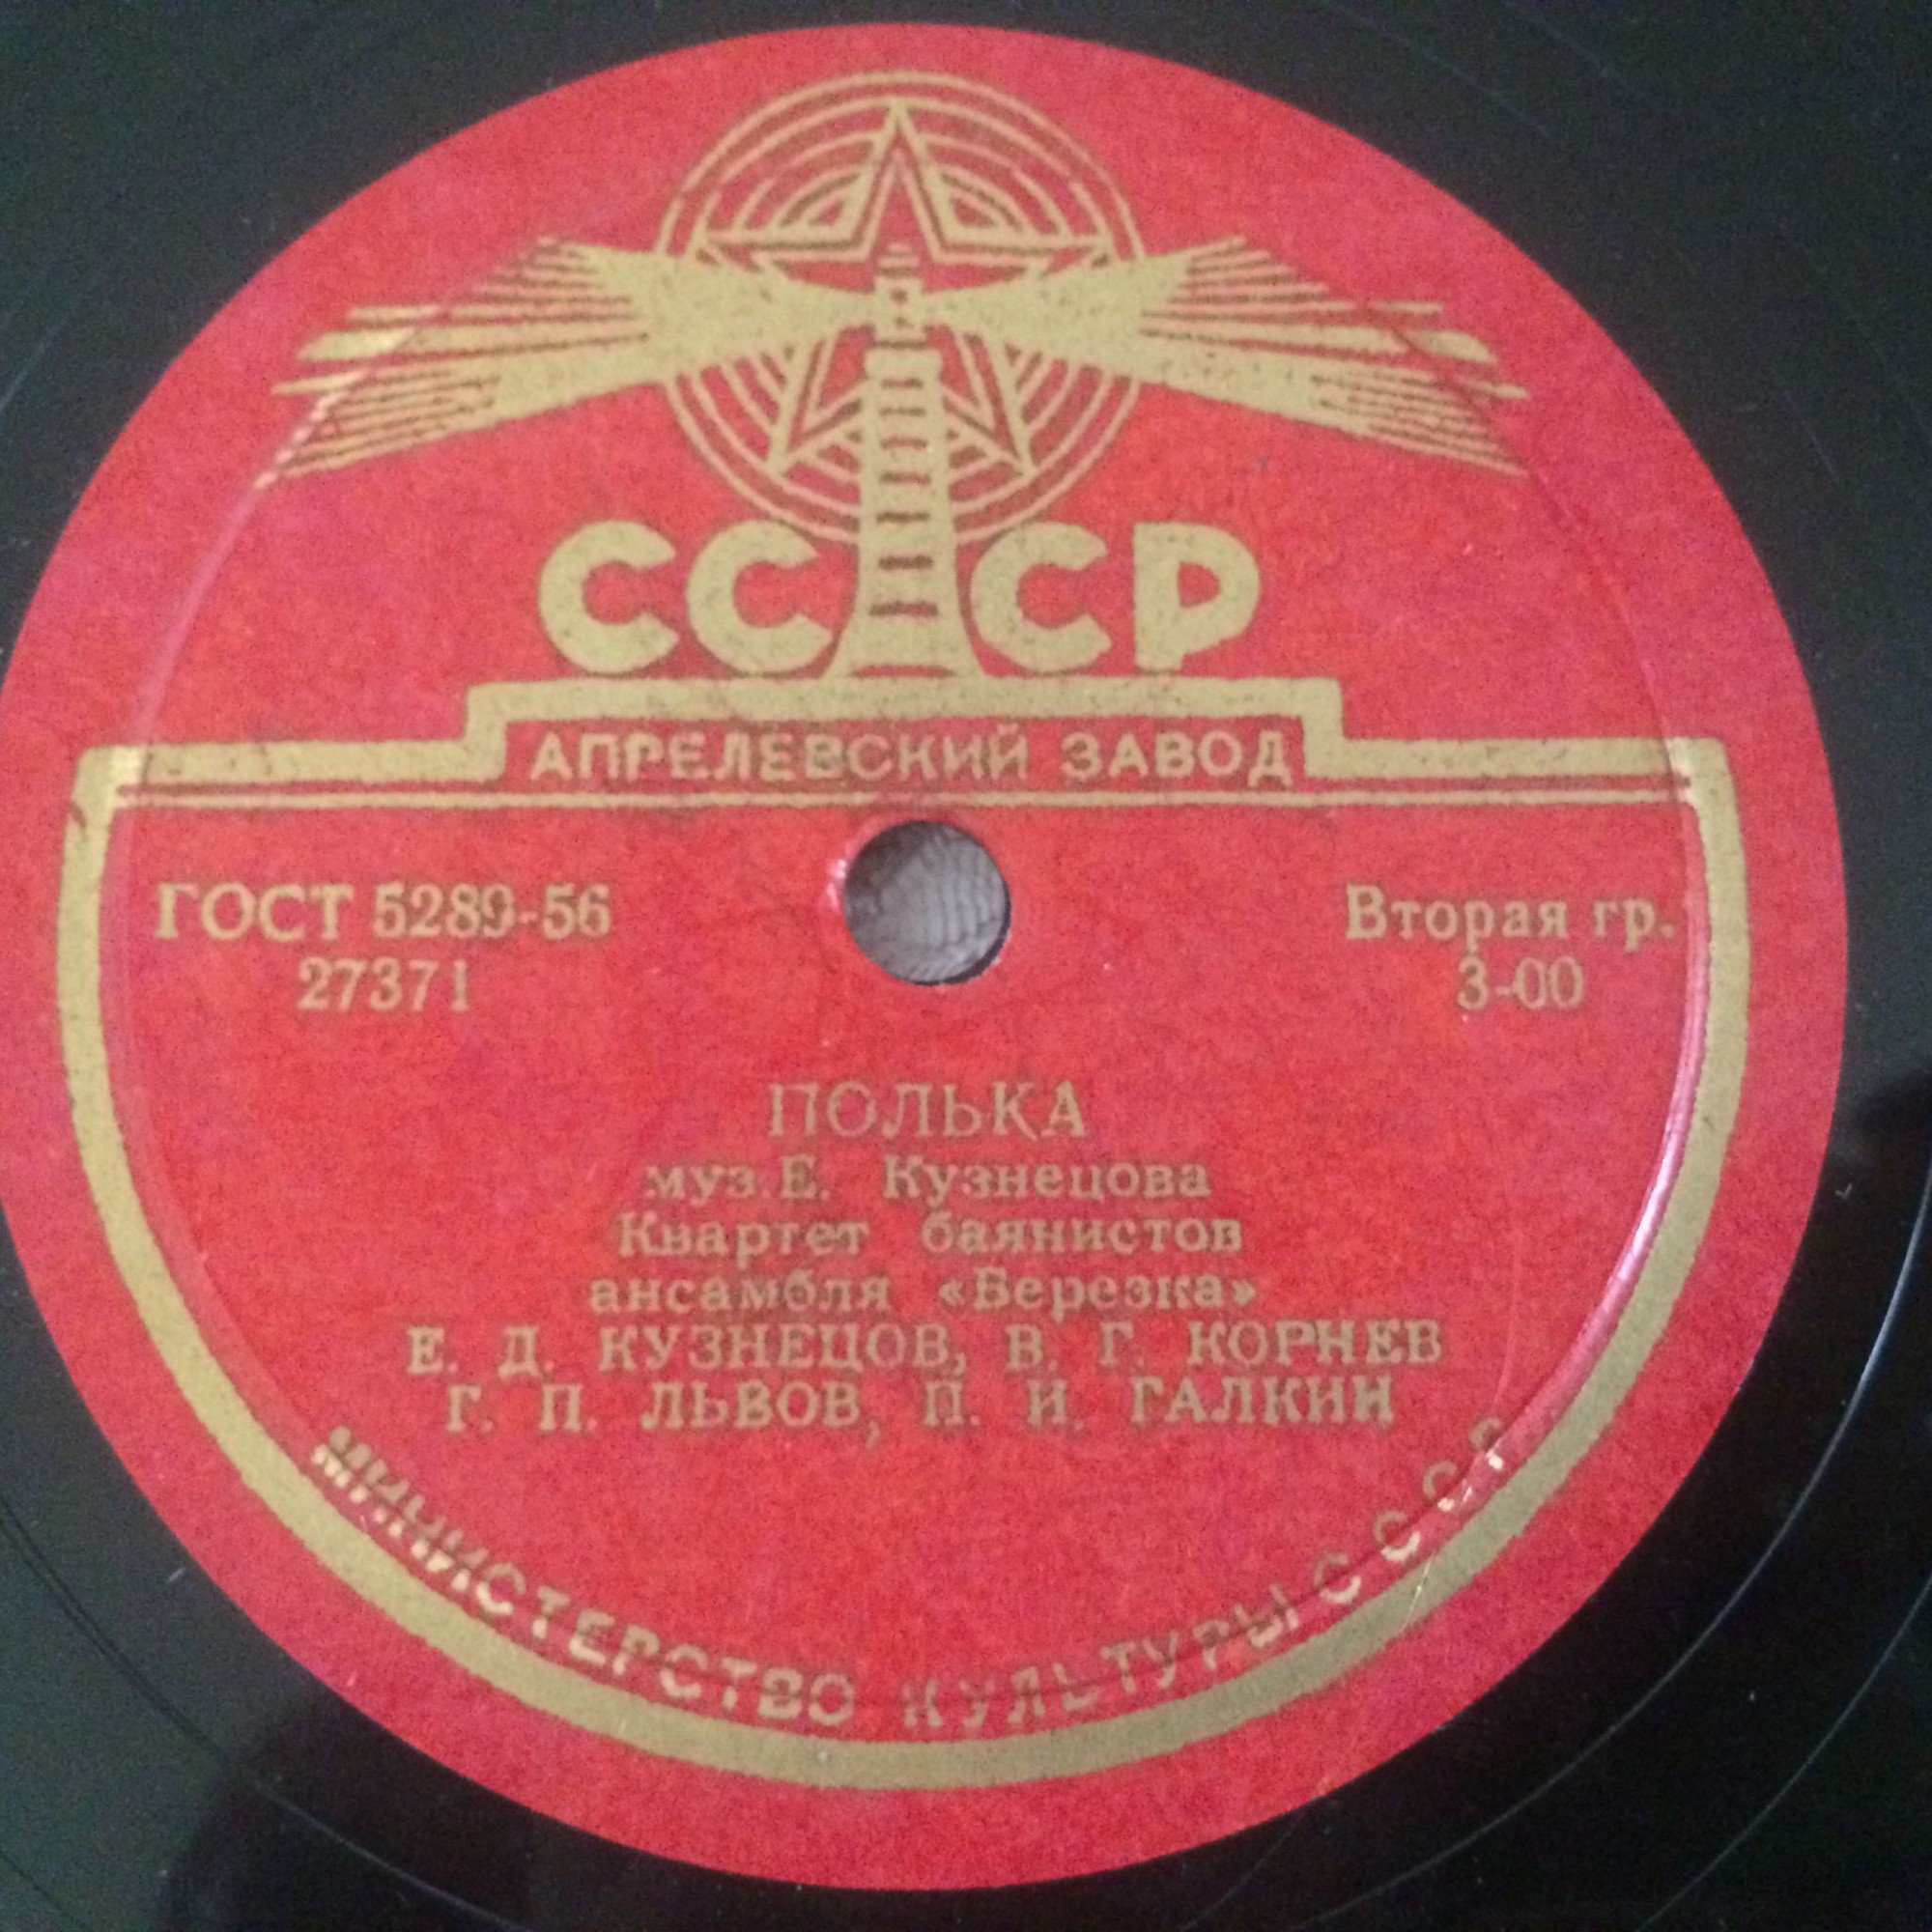 СССР
АПРЕЛЕВСКИЙ ЗАВОД
ГОСТ 5289-56
27371
Вторая гр.
3-00
ПОЛЬКА
муз. Е. Кузнецова
Квартет баянистов
ансамбля «Березка»
Е. Д. КУЗНЕЦОВ, В. Г. КОРНЕВ
Г. П. ЛЬВОВ, П. И. ГАЛКИН
МИНИСТЕРСТВО КУЛЬТУРЫ СССР